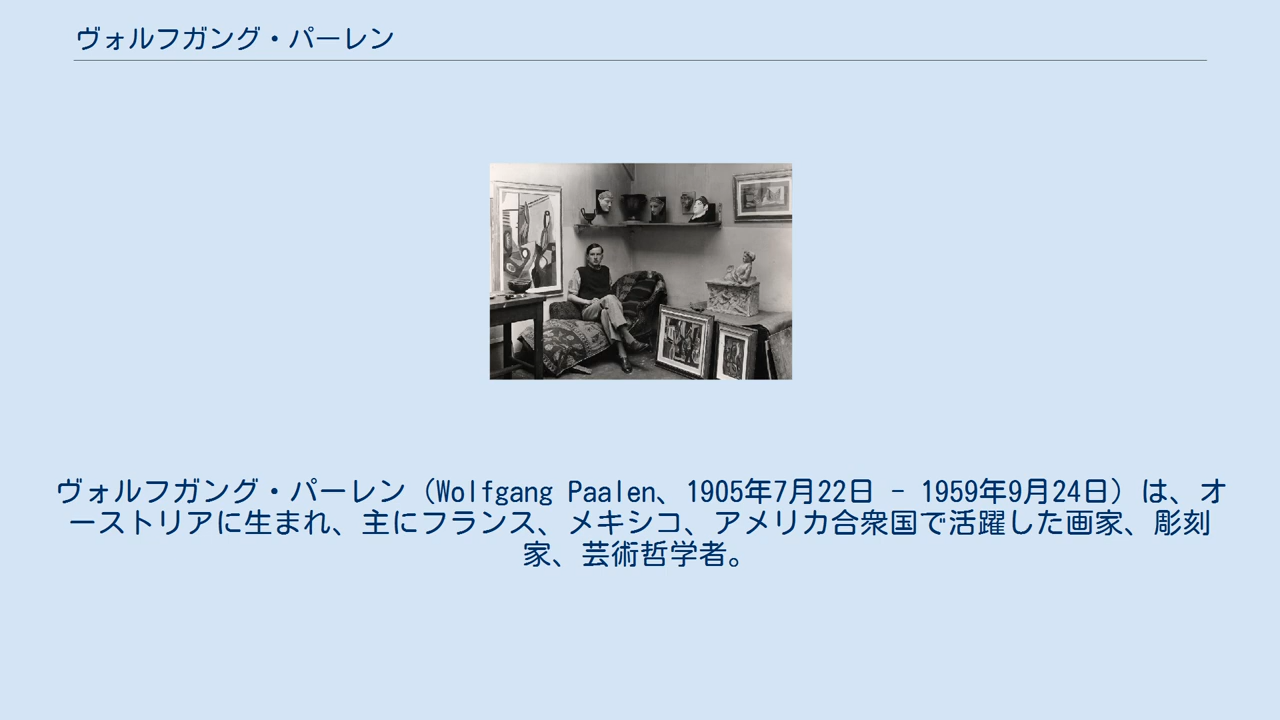 ヴォルフガング・パーレン
ヴォルフガング・パーレン（Wolfgang Paalen、1905年7月22日 - 1959年9月24日）は、オ
ーストリアに生まれ、主にフランス、メキシコ、アメリカ合衆国で活躍した画家、彫刻
家、芸術哲学者。